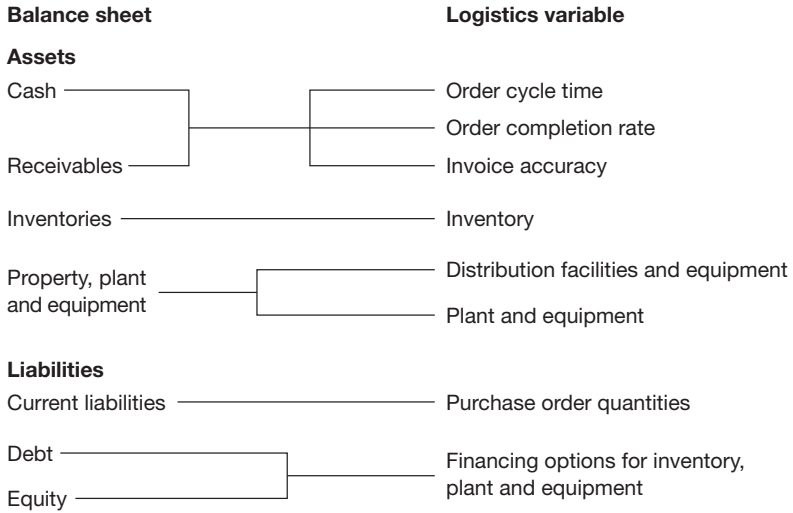 Balance sheet
Logistics variable
Assets
Cash
Order cycle time
Order completion rate
Receivables
Invoice accuracy
Inventories
Inventory
Property, plant
and equipment
Distribution facilities and equipment
Plant and equipment
Liabilities
Current liabilities
Purchase order quantities
Debt
Equity
Financing options for inventory,
plant and equipment